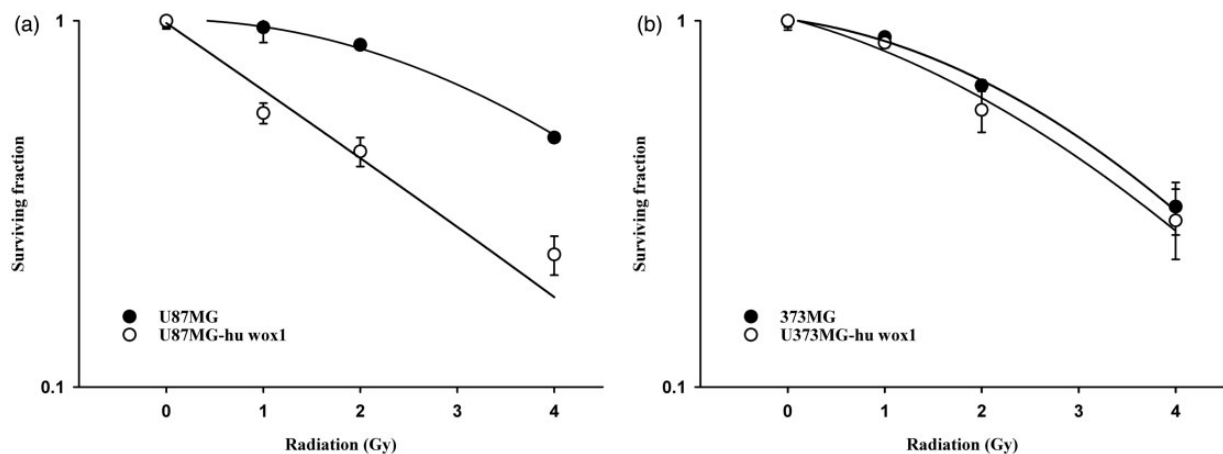 (a)
1
Surviving fraction
0.1
U87MG
U87MG-hu wox1
0 1 2 3 4
Radiation (Gy)
(b)
1
Surviving fraction
0.1
373MG
U373MG-hu wox1
0 1 2 3 4
Radiation (Gy)